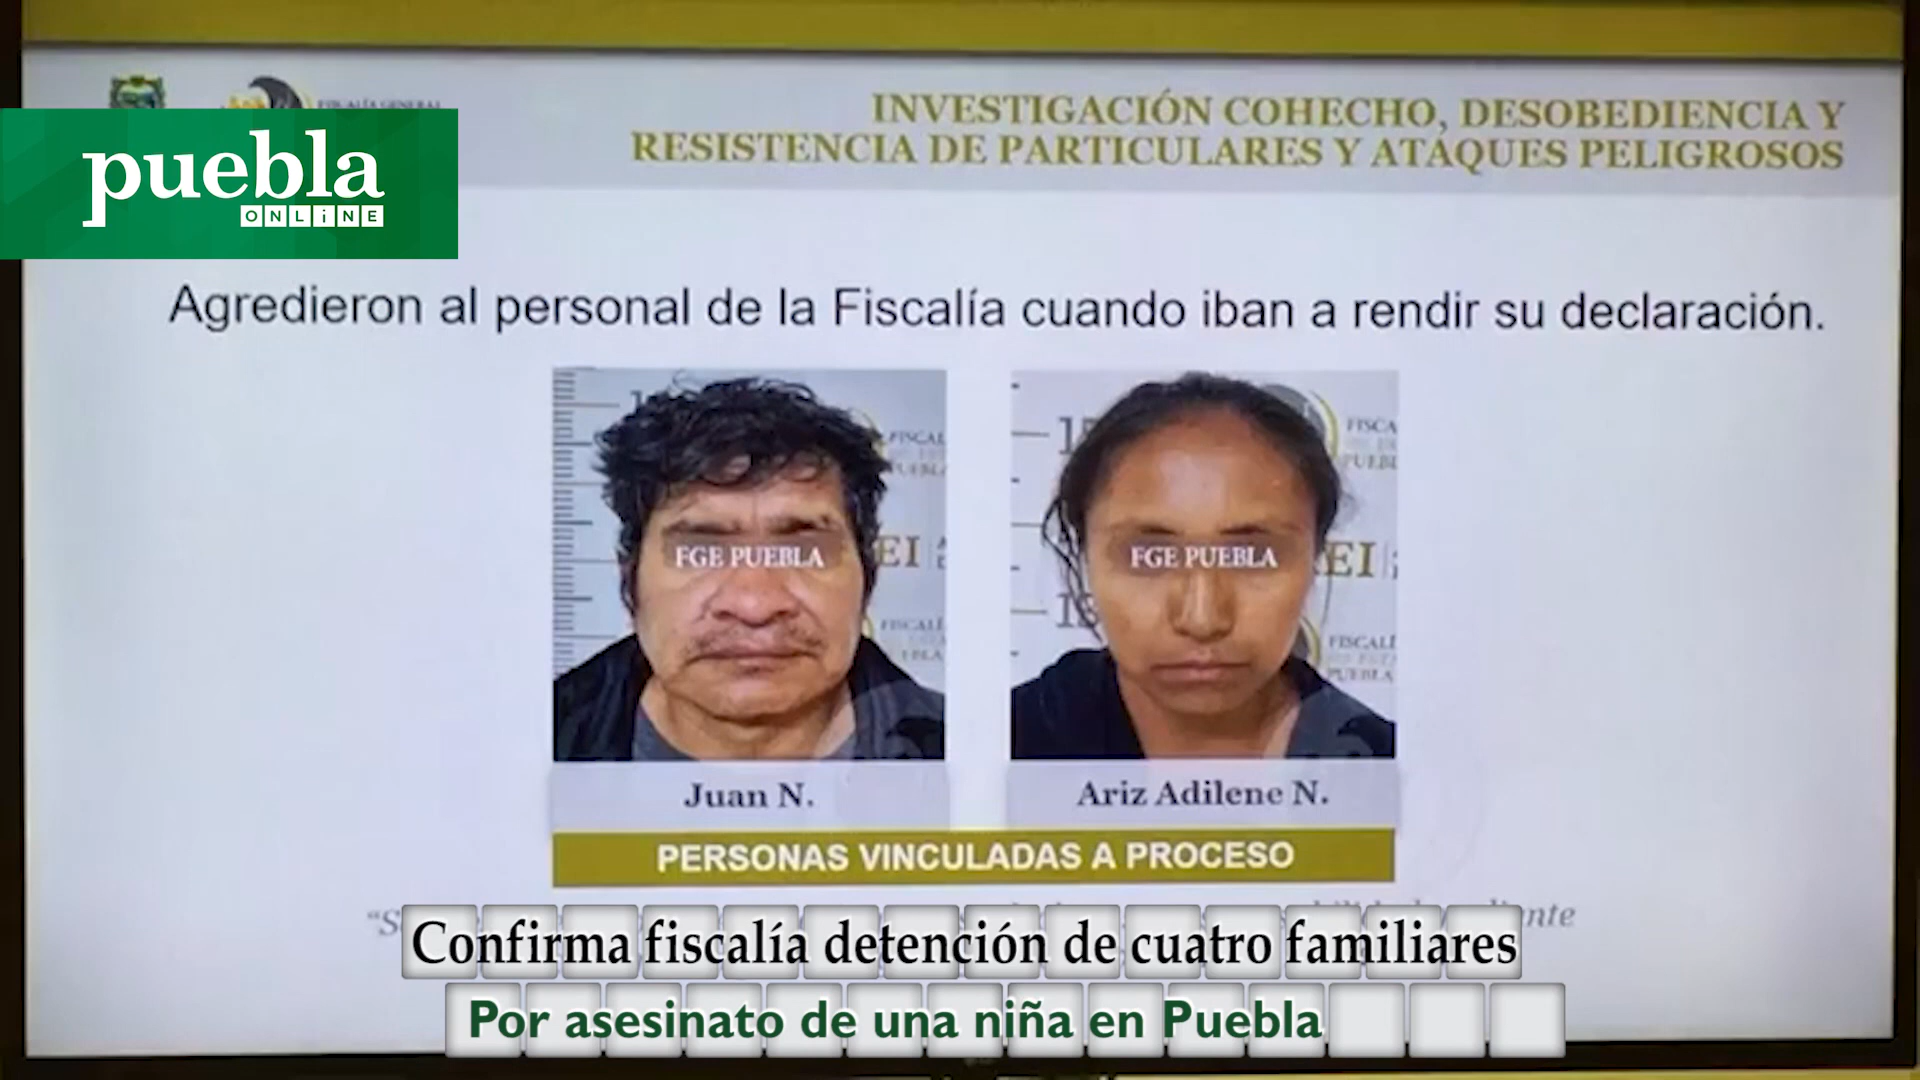 FISCALÍA GENERAL
puebla
ONLiNE
INVESTIGACIÓN COHECHO, DESOBEDIENCIA Y
RESISTENCIA DE PARTICULARES Y ATAQUES PELIGROSOS
Agredieron al personal de la Fiscalía cuando iban a rendir su declaración.
FGE PUEBLA
FGE PUEBLA
Juan N.
Ariz Adilene N.
PERSONAS VINCULADAS A PROCESO
Confirma fiscalía detención de cuatro familiares
Por asesinato de una niña en Puebla